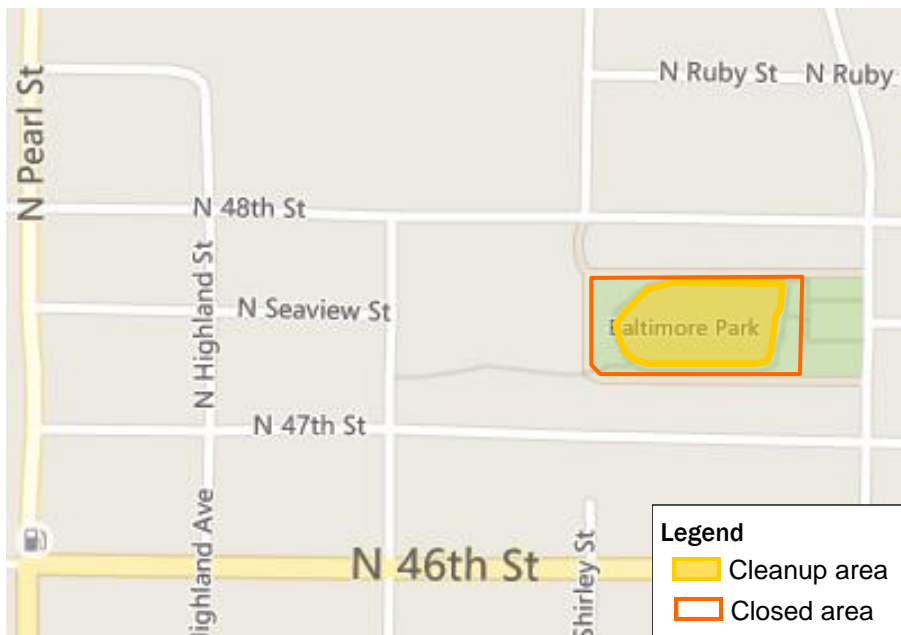 N Pearl St
N Ruby St
N Ruby
N 48th St
N Highland St
N Seaview St
Baltimore Park
N 47th St
Highland Ave
N 46th St
Shirley St
Legend
Cleanup area
Closed area